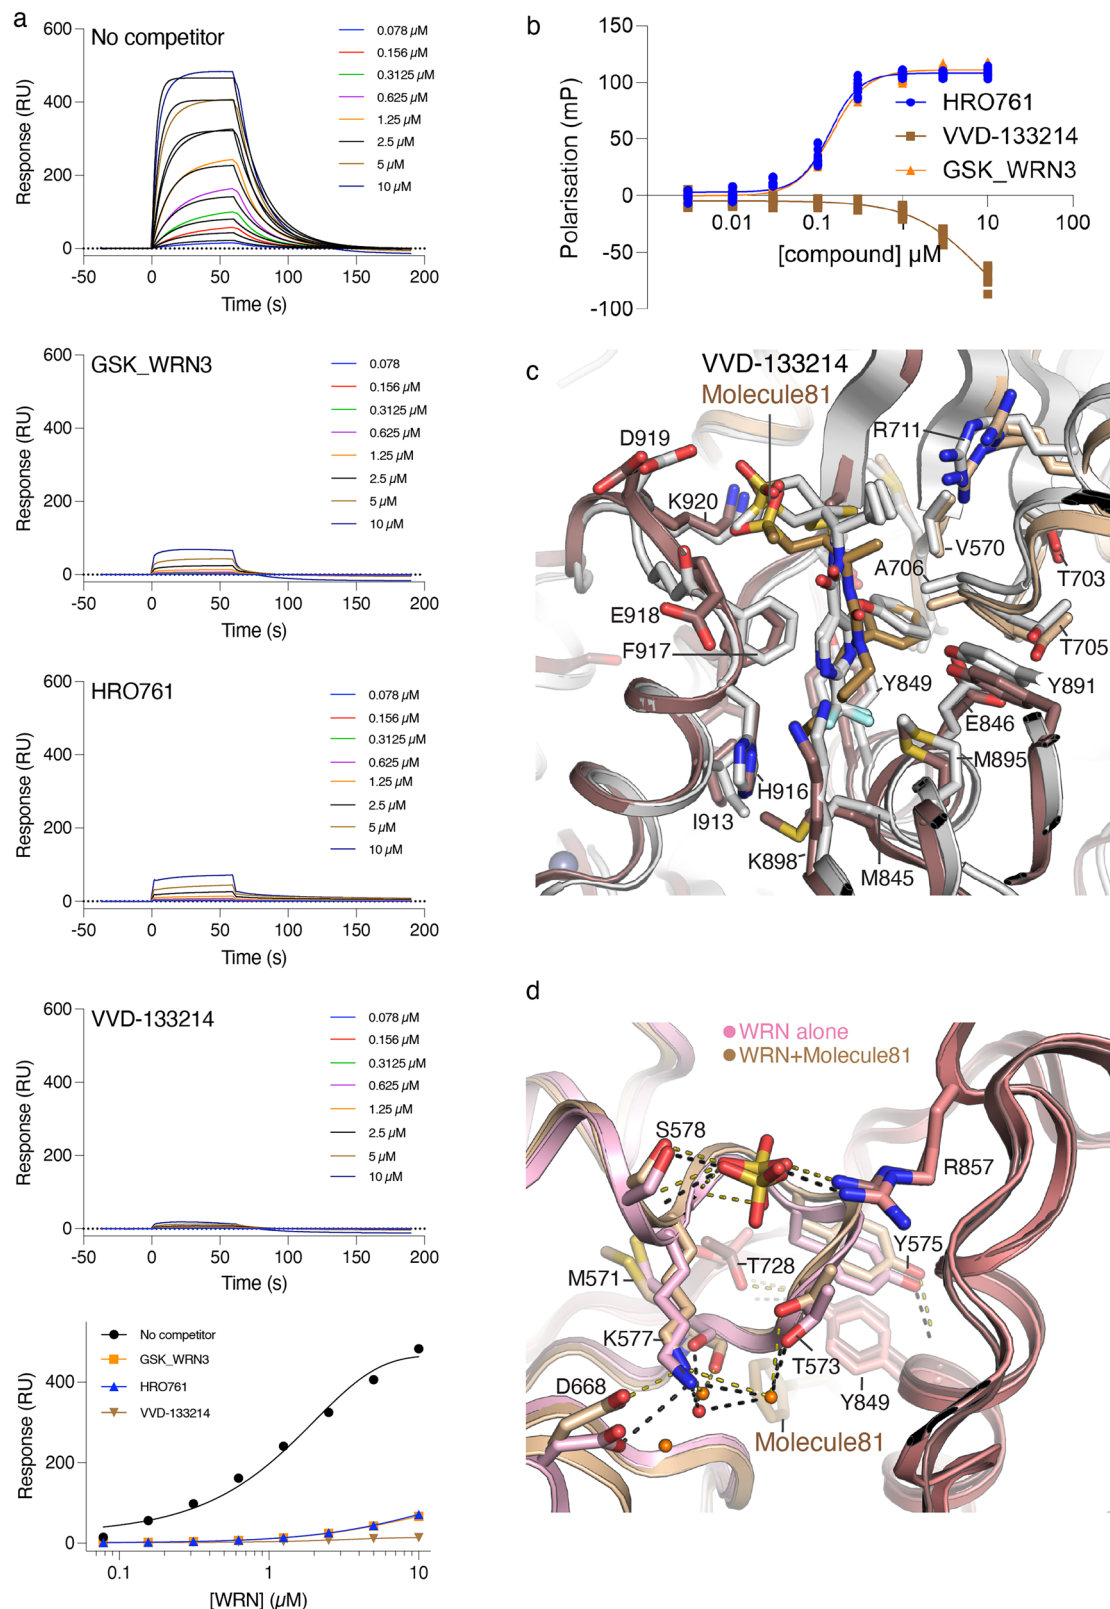 a
No competitor
Response (RU)
600
400
200
0
-50
0
50
100
150
200
Time (s)
0.078 µM
0.156 µM
0.3125 µM
0.625 µM
1.25 µM
2.5 µM
5 µM
10 µM
GSK_WRN3
Response (RU)
600
400
200
0
-50
0
50
100
150
200
Time (s)
0.078
0.156 µM
0.3125 µM
0.625 µM
1.25 µM
2.5 µM
5 µM
10 µM
HRO761
Response (RU)
600
400
200
0
-50
0
50
100
150
200
Time (s)
0.078 µM
0.156 µM
0.3125 µM
0.625 µM
1.25 µM
2.5 µM
5 µM
10 µM
VVD-133214
Response (RU)
600
400
200
0
-50
0
50
100
150
200
Time (s)
0.078 µM
0.156 µM
0.3125 µM
0.625 µM
1.25 µM
2.5 µM
5 µM
10 µM
Response (RU)
400
200
0
0.1
1
10
[WRN] (µM)
No competitor
GSK_WRN3
HRO761
VVD-133214
b
Polarisation (mP)
150
100
50
0
-50
-100
0.01
0.1
10
100
[compound] µM
HRO761
VVD-133214
GSK_WRN3
c
VVD-133214
Molecule81
D919
R711
K920
V570
A706
T703
E918
F917
T705
Y849
Y891
E846
M895
H916
I913
K898
M845
d
WRN alone
WRN+Molecule81
S578
R857
Y575
T728
M571
K577
T573
D668
Y849
Molecule81